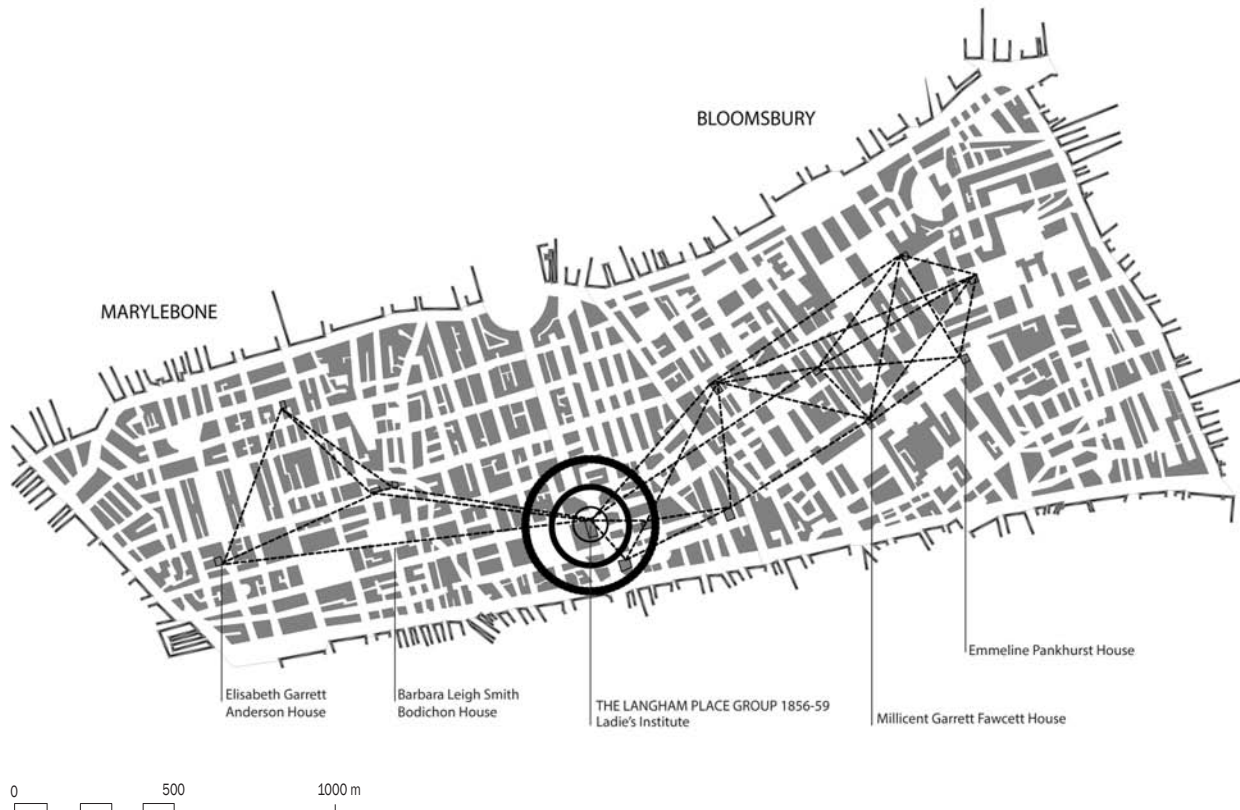 BLOOMSBURY
MARYLEBONE
Emmeline Pankhurst House
Elisabeth Garrett
Anderson House
Barbara Leigh Smith
Bodichon House
THE LANGHAM PLACE GROUP 1856-59
Ladie's Institute
Millicent Garrett Fawcett House
0 500 1000 m